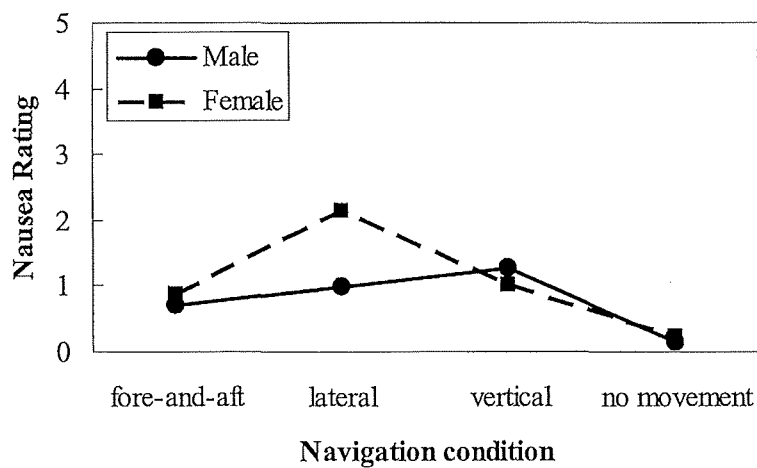 5
4
3
2
1
0
Nausea Rating
Male
Female
fore-and-aft lateral vertical no movement
Navigation condition